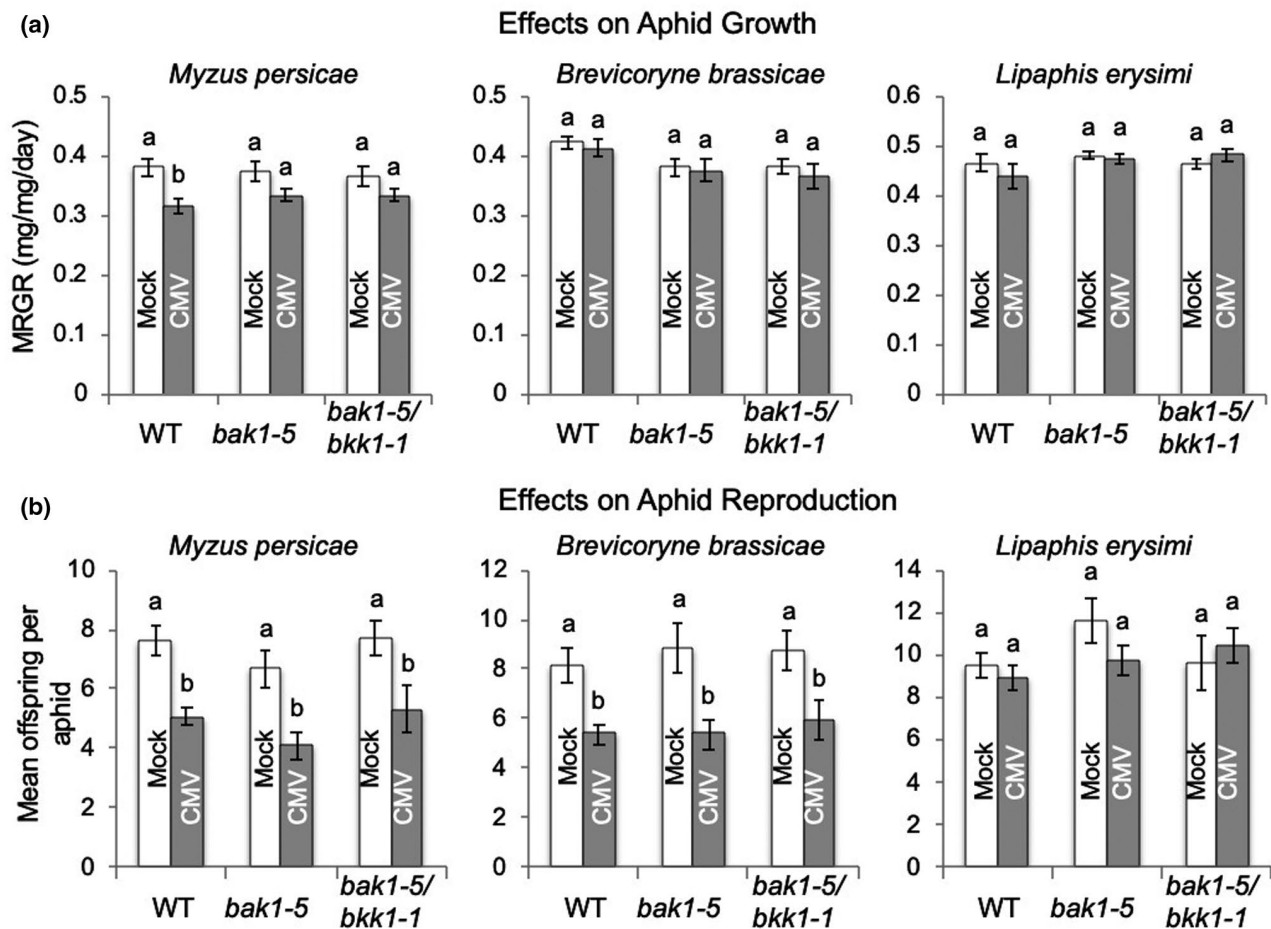 (a)
Effects on Aphid Growth
Myzus persicae
Brevicoryne brassicae
Lipaphis erysimi
MRGR (mg/mg/day)
0.5
0.4
0.3
0.2
0.1
0
a
b
a
a
a
a
Mock
CMV
Mock
CMV
Mock
CMV
WT
bak1-5
bak1-5/
bkk1-1
0.5
0.4
0.3
0.2
0.1
0
a
a
a
a
a
a
Mock
CMV
Mock
CMV
Mock
CMV
WT
bak1-5
bak1-5/
bkk1-1
0.6
0.5
0.4
0.3
0.2
0.1
0
a
a
a
a
a
a
Mock
CMV
Mock
CMV
Mock
CMV
WT
bak1-5
bak1-5/
bkk1-1
(b)
Effects on Aphid Reproduction
Myzus persicae
Brevicoryne brassicae
Lipaphis erysimi
Mean offspring per
aphid
10
8
6
4
2
0
a
b
a
b
a
b
Mock
CMV
Mock
CMV
Mock
CMV
WT
bak1-5
bak1-5/
bkk1-1
12
10
8
6
4
2
0
a
b
a
b
a
b
Mock
CMV
Mock
CMV
Mock
CMV
WT
bak1-5
bak1-5/
bkk1-1
14
12
10
8
6
4
2
0
a
a
a
a
a
a
Mock
CMV
Mock
CMV
Mock
CMV
WT
bak1-5
bak1-5/
bkk1-1